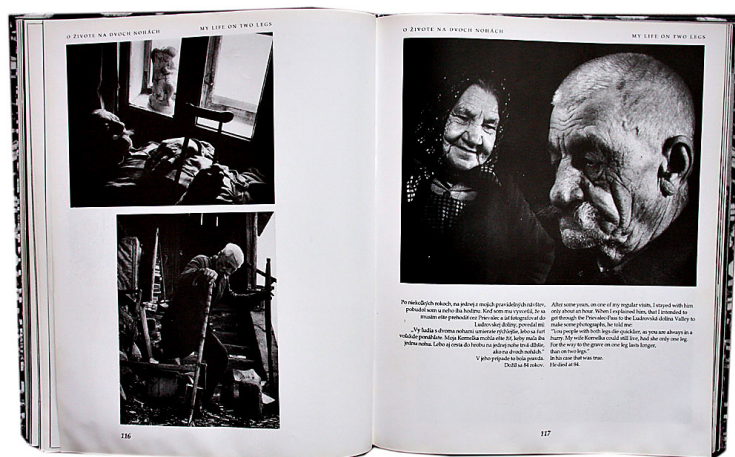 O ŽIVOTE NA DVOCH NOHÁCH
MY LIFE ON TWO LEGS
116
O ŽIVOTE NA DVOCH NOHÁCH
MY LIFE ON TWO LEGS
Po niekoľkých rokoch, na jednej z mojich pravidelných návštev,
pobudol som u neho iba hodinu. Keď som mu vysvetlil, že sa
musím ešte prehodiť cez Prievalec a ísť fotografovať do
Ludrovskej doliny, povedal mi:
„Vy ľudia s dvoma nohami umierate rýchlejšie, lebo sa furt
voľakde ponáhľate. Moja Kornelka mohla ešte žiť, keby mala iba
jednu nohu. Lebo aj cesta do hrobu na jednej nohe trvá dlhšie,
ako na dvoch nohách."
V jeho prípade to bola pravda.
Dožil sa 84 rokov.
After some years, on one of my regular visits, I stayed with him
only about an hour. When I explained him, that I intended to
get through the Prievalec-Pass to the Ludrovská dolina Valley to
make some photographs, he told me:
"You people with both legs die quicklier, as you are always in a
hurry. My wife Kornelka could still live, had she only one leg.
For the way to the grave on one leg lasts longer,
than on two legs."
In his case that was true.
He died at 84.
117